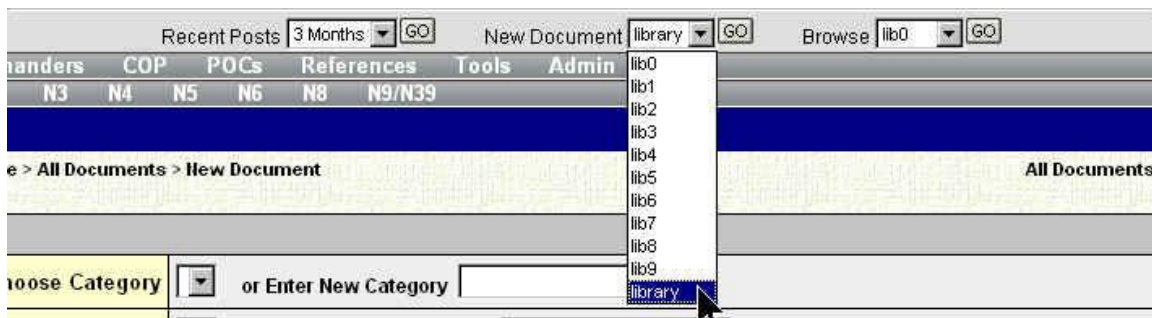 Recent Posts 3 Months GO New Document library GO Browse lib0 GO
manders COP POCs References Tools Admin
N3 N4 N5 N6 N8 N9/N39
lib0
lib1
lib2
lib3
lib4
lib5
lib6
lib7
lib8
lib9
library
e > All Documents > New Document All Documents
hoose Category or Enter New Category